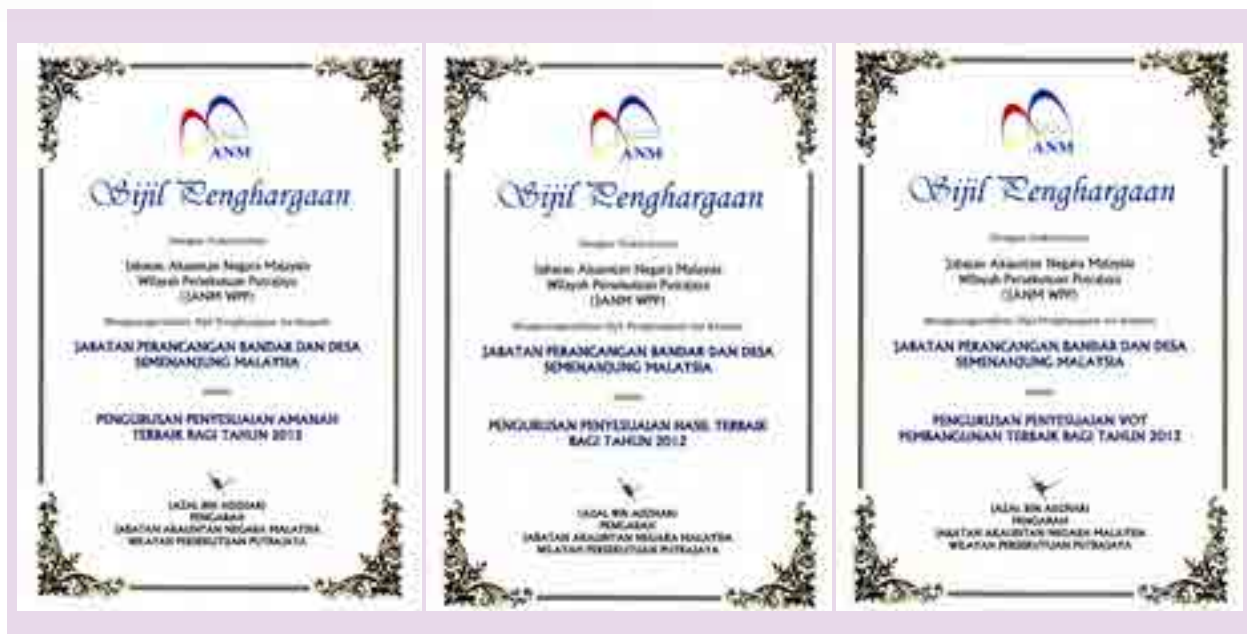 ANM
Sijil Penghargaan
Dengan
Jabatan Akauntan Negara Malaysia
Wilayah Persekutuan Putrajaya
(JANM WPP)
JABATAN PERANCANGAN BANDAR DAN DESA
SEMENANJUNG MALAYSIA
PENGURUSAN PENYESUAIAN AMANAH
TERBAIK BAGI TAHUN 2012
PENGARAH
JABATAN AKAUNTAN NEGARA MALAYSIA
WILAYAH PERSEKUTUAN PUTRAJAYA
ANM
Sijil Penghargaan
Dengan
Jabatan Akauntan Negara Malaysia
Wilayah Persekutuan Putrajaya
(JANM WPP)
JABATAN PERANCANGAN BANDAR DAN DESA
SEMENANJUNG MALAYSIA
PENGURUSAN PENYESUAIAN HASIL TERBAIK
BAGI TAHUN 2012
PENGARAH
JABATAN AKAUNTAN NEGARA MALAYSIA
WILAYAH PERSEKUTUAN PUTRAJAYA
ANM
Sijil Penghargaan
Dengan
Jabatan Akauntan Negara Malaysia
Wilayah Persekutuan Putrajaya
(JANM WPP)
JABATAN PERANCANGAN BANDAR DAN DESA
SEMENANJUNG MALAYSIA
PENGURUSAN PENYESUAIAN VOT
PEMBANGUNAN TERBAIK BAGI TAHUN 2012
PENGARAH
JABATAN AKAUNTAN NEGARA MALAYSIA
WILAYAH PERSEKUTUAN PUTRAJAYA